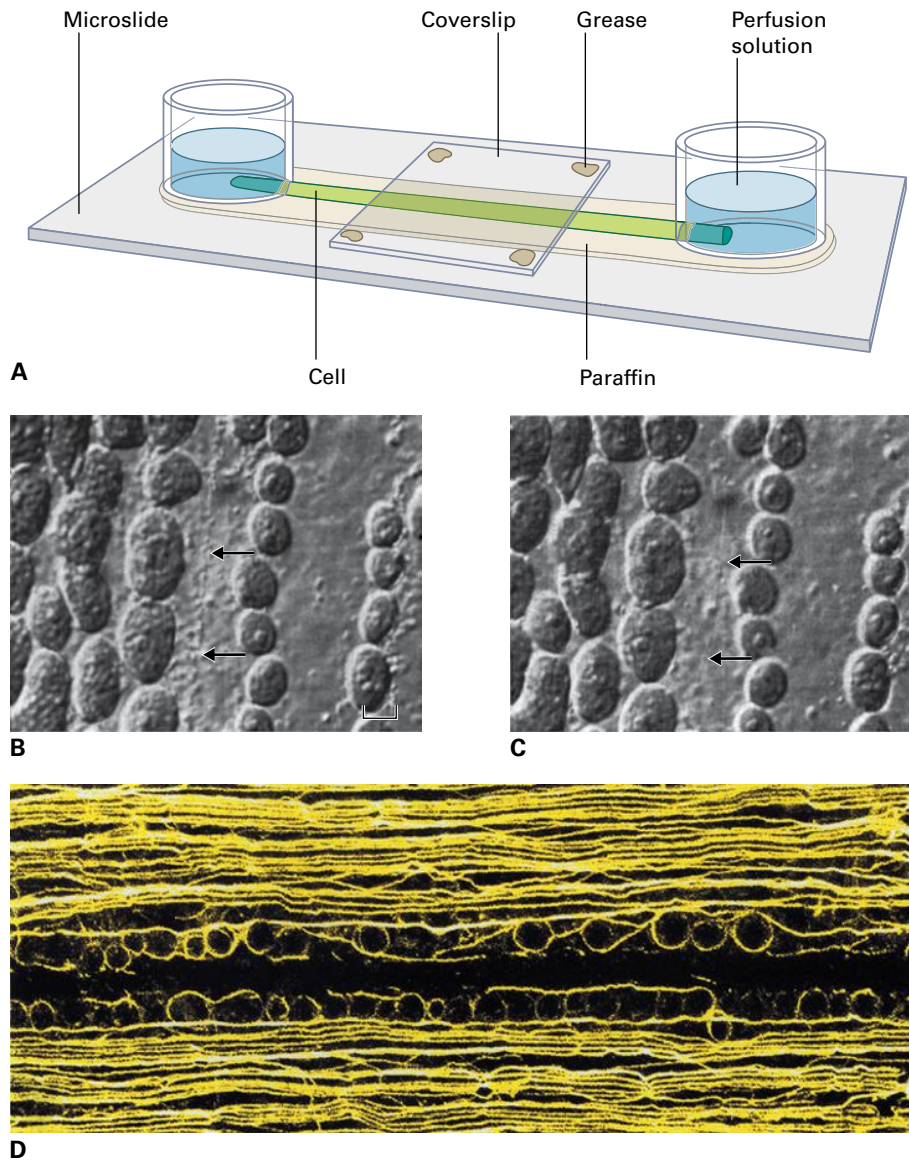 Microslide
Coverslip
Grease
Perfusion
solution
A
Cell
Paraffin
B
C
D